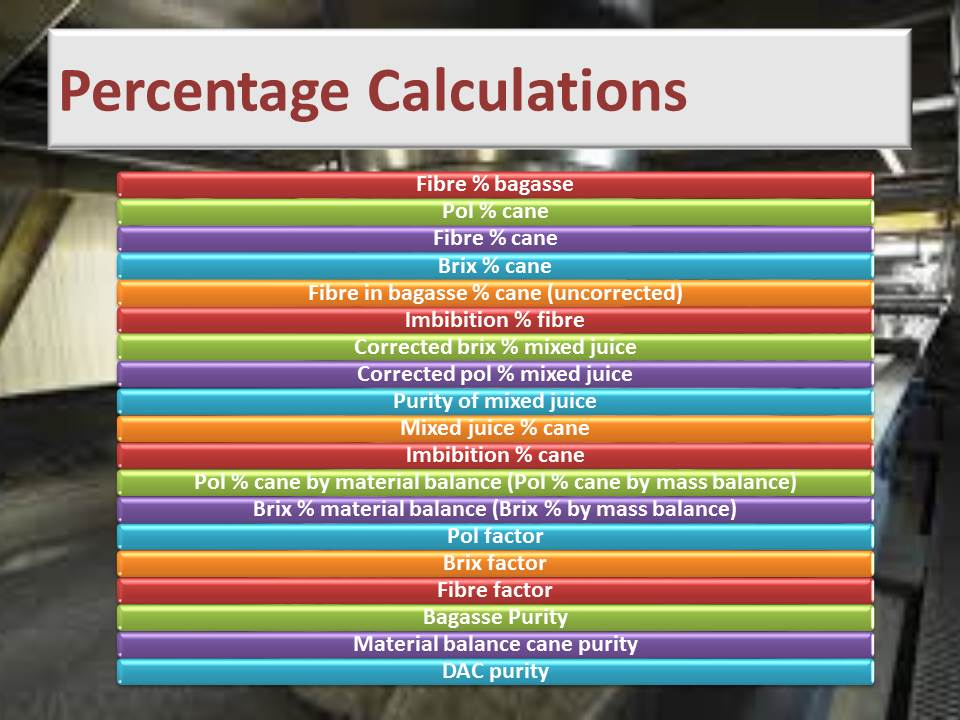 Percentage Calculations
Fibre % bagasse
Pol % cane
Fibre % cane
Brix % cane
Fibre in bagasse % cane (uncorrected)
Imbibition % fibre
Corrected brix % mixed juice
Corrected pol % mixed juice
Purity of mixed juice
Mixed juice % cane
Imbibition % cane
Pol % cane by material balance (Pol % cane by mass balance)
Brix % material balance (Brix % by mass balance)
Pol factor
Brix factor
Fibre factor
Bagasse Purity
Material balance cane purity
DAC purity